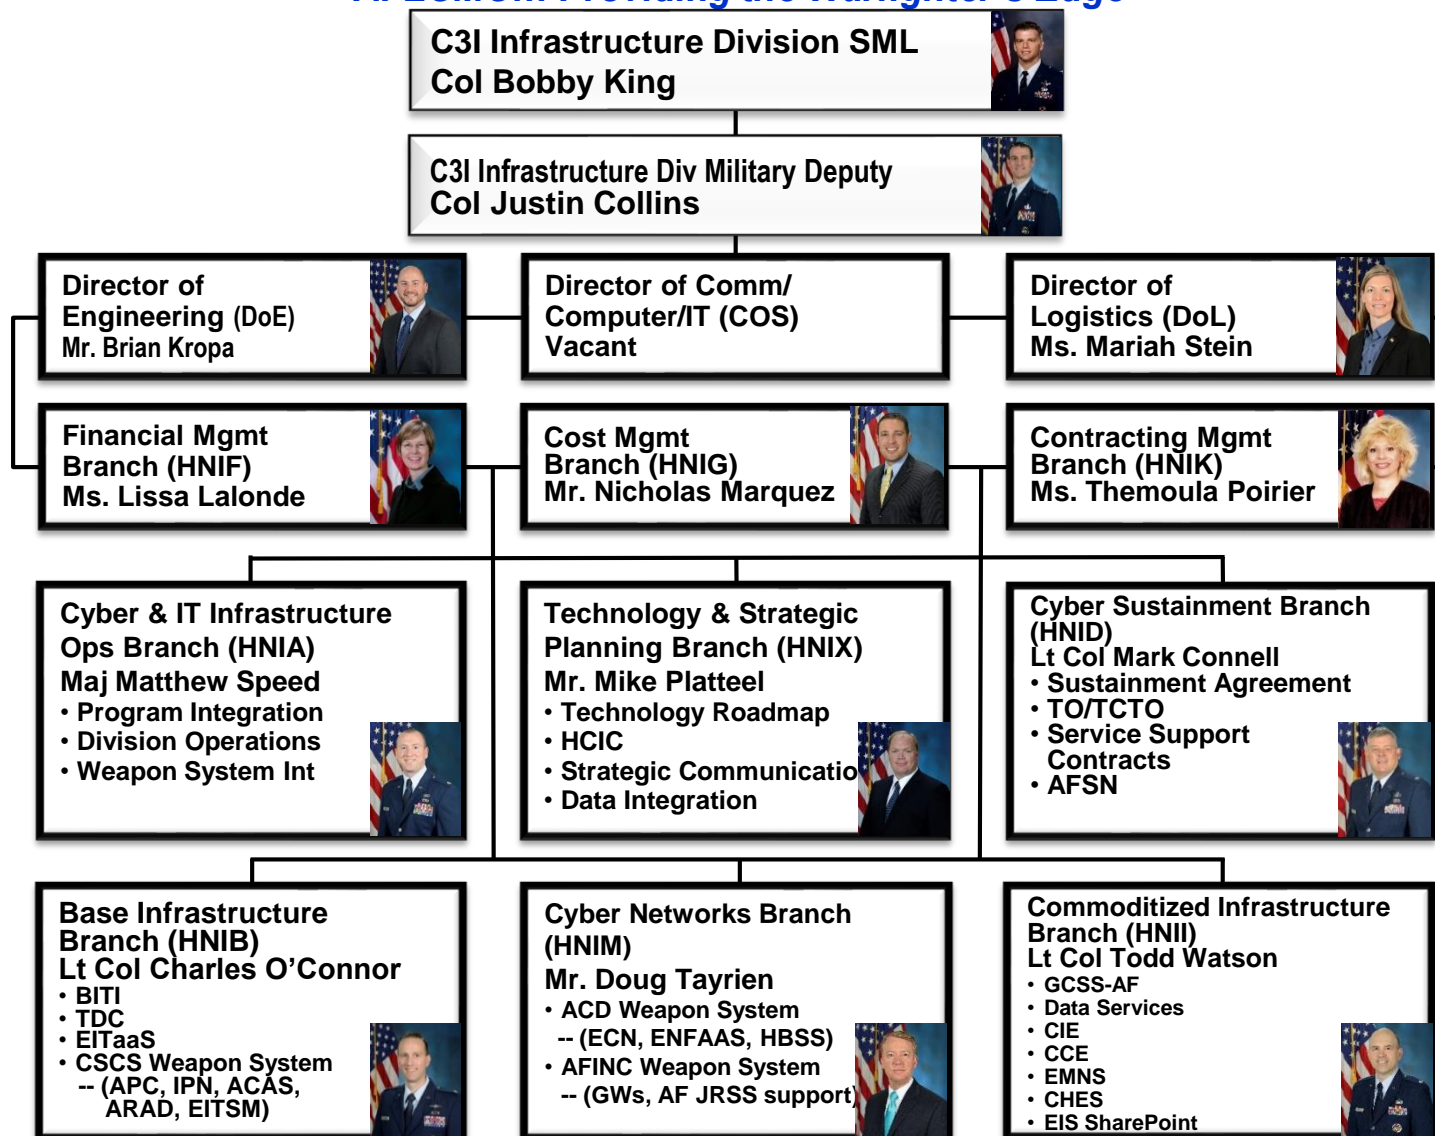 C3I Infrastructure Division SML
Col Bobby King
C3I Infrastructure Div Military Deputy
Col Justin Collins
Director of
Engineering (DoE)
Mr. Brian Kropa
Director of Comm/
Computer/IT (COS)
Vacant
Director of
Logistics (DoL)
Ms. Mariah Stein
Financial Mgmt
Branch (HNIF)
Ms. Lissa Lalonde
Cost Mgmt
Branch (HNIG)
Mr. Nicholas Marquez
Contracting Mgmt
Branch (HNIK)
Ms. Themoula Poirier
Cyber & IT Infrastructure
Ops Branch (HNIA)
Maj Matthew Speed
• Program Integration
• Division Operations
• Weapon System Int
Technology & Strategic
Planning Branch (HNIX)
Mr. Mike Platteel
• Technology Roadmap
• HCIC
• Strategic Communicatio
• Data Integration
Cyber Sustainment Branch
(HNID)
Lt Col Mark Connell
• Sustainment Agreement
• TO/TCTO
• Service Support
Contracts
• AFSN
Base Infrastructure
Branch (HNIB)
Lt Col Charles O’Connor
• BITI
• TDC
• EITaaS
• CSCS Weapon System
-- (APC, IPN, ACAS,
ARAD, EITSM)
Cyber Networks Branch
(HNIM)
Mr. Doug Tayrien
• ACD Weapon System
-- (ECN, ENFAAS, HBSS)
• AFINC Weapon System
-- (GWs, AF JRSS support)
Commoditized Infrastructure
Branch (HNII)
Lt Col Todd Watson
• GCSS-AF
• Data Services
• CIE
• CCE
• EMNS
• CHES
• EIS SharePoint